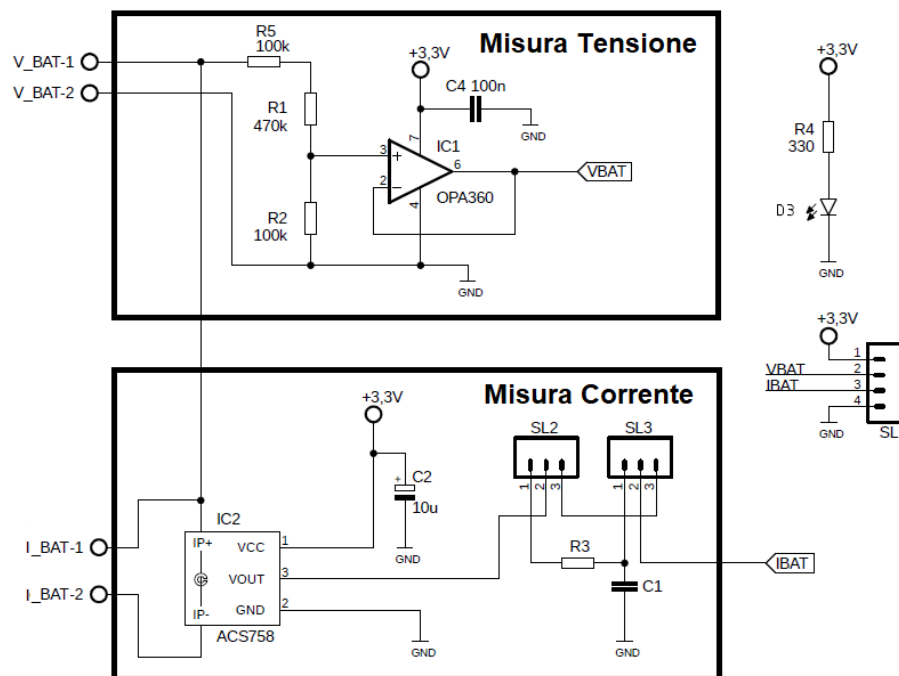 Misura Tensione
R5
100k
+3,3V
+3,3V
V_BAT-1
V_BAT-2
C4 100n
R1
470k
GND
R4
330
7
IC1
3
+
6
VBAT
2
−
OPA360
R2
100k
4
D3
GND
GND
+3,3V
Misura Corrente
1
VBAT
2
IBAT
3
4
GND
SL
+3,3V
SL2
SL3
+
C2
10u
1
2
3
1
2
3
IC2
I_BAT-1
IP+
VCC
1
GND
R3
IBAT
VOUT
3
C1
I_BAT-2
GND
2
IP-
ACS758
GND
GND